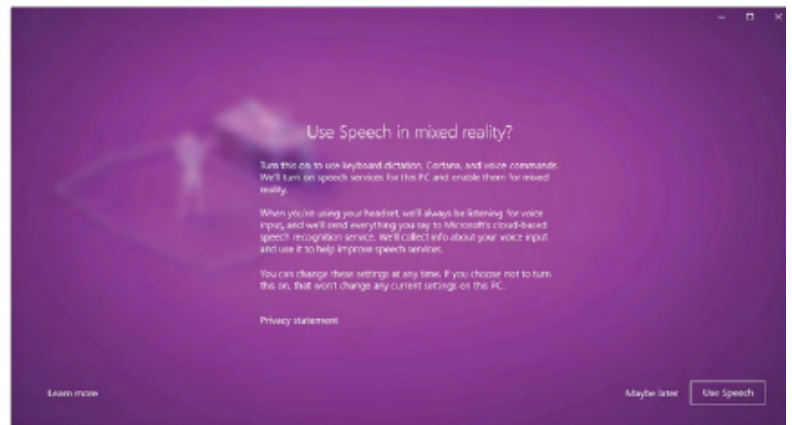 Use Speech in mixed reality?
Turn this on to use keyboard dictation, Cortana, and voice commands.
We'll turn on speech services for this PC and enable them for mixed
reality.
When you're using your headset, we'll always be listening for voice
input, and we'll send everything you say to Microsoft's cloud-based
speech recognition service. We'll collect info about your voice input
and use it to help improve speech services.
You can change these settings at any time. If you choose not to turn
this on, that won't change any current settings on this PC.
Privacy statement
Learn more
Maybe later
Use Speech